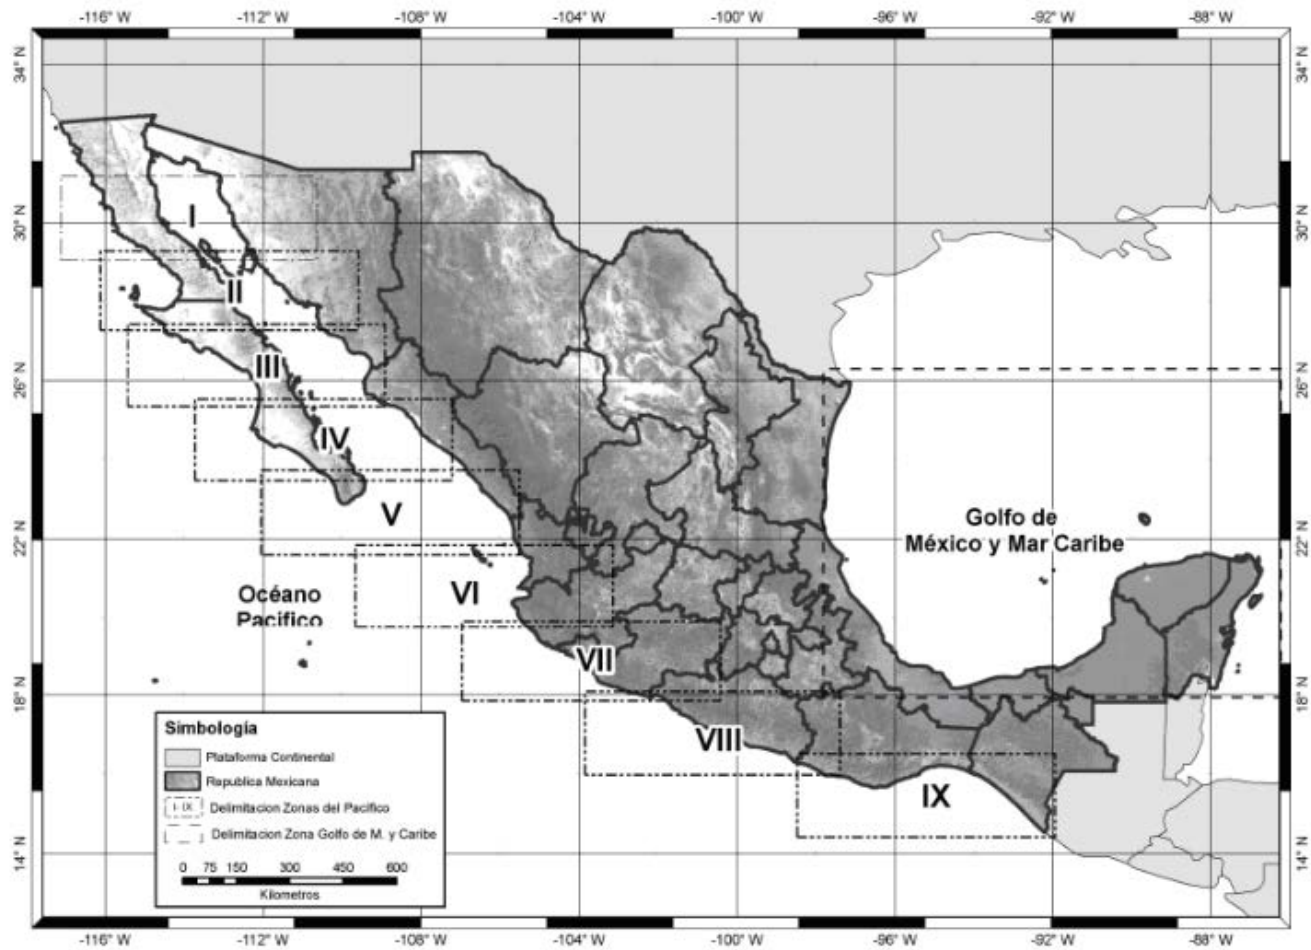 -116° W -112° W -108° W -104° W -100° W -96° W -92° W -88° W
34° N 34° N
30° N 30° N
26° N 26° N
22° N 22° N
18° N 18° N
14° N 14° N
I
II
III
IV
V
VI
VII
VIII
IX
Golfo de
México y Mar Caribe
Océano
Pacifico
Simbología
Plataforma Continental
Republica Mexicana
I-IX Delimitacion Zonas del Pacifico
Delimitacion Zona Golfo de M. y Caribe
0 75 150 300 450 600
Kilometros
-116° W -112° W -108° W -104° W -100° W -96° W -92° W -88° W